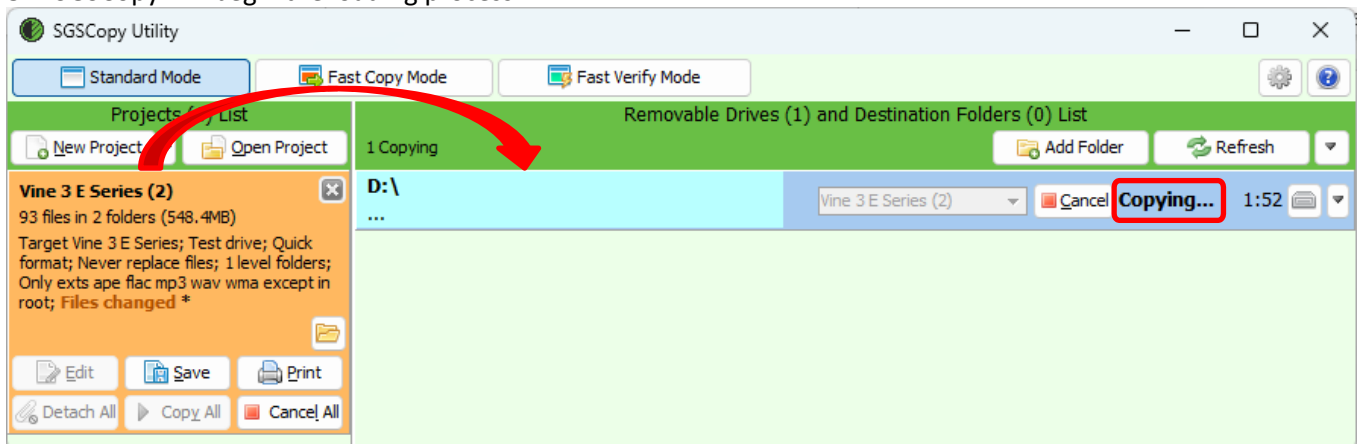 SGSCopy Utility
Standard Mode
Fast Copy Mode
Fast Verify Mode
Projects List
New Project
Open Project
Removable Drives (1) and Destination Folders (0) List
1 Copying
Add Folder
Refresh
Vine 3 E Series (2)
93 files in 2 folders (548.4MB)
Target Vine 3 E Series; Test drive; Quick
format; Never replace files; 1 level folders;
Only exts ape flac mp3 wav wma except in
root; Files changed *
Edit
Save
Print
Detach All
Copy All
Cancel All
D:\
...
Vine 3 E Series (2)
Cancel
Copying...
1:52